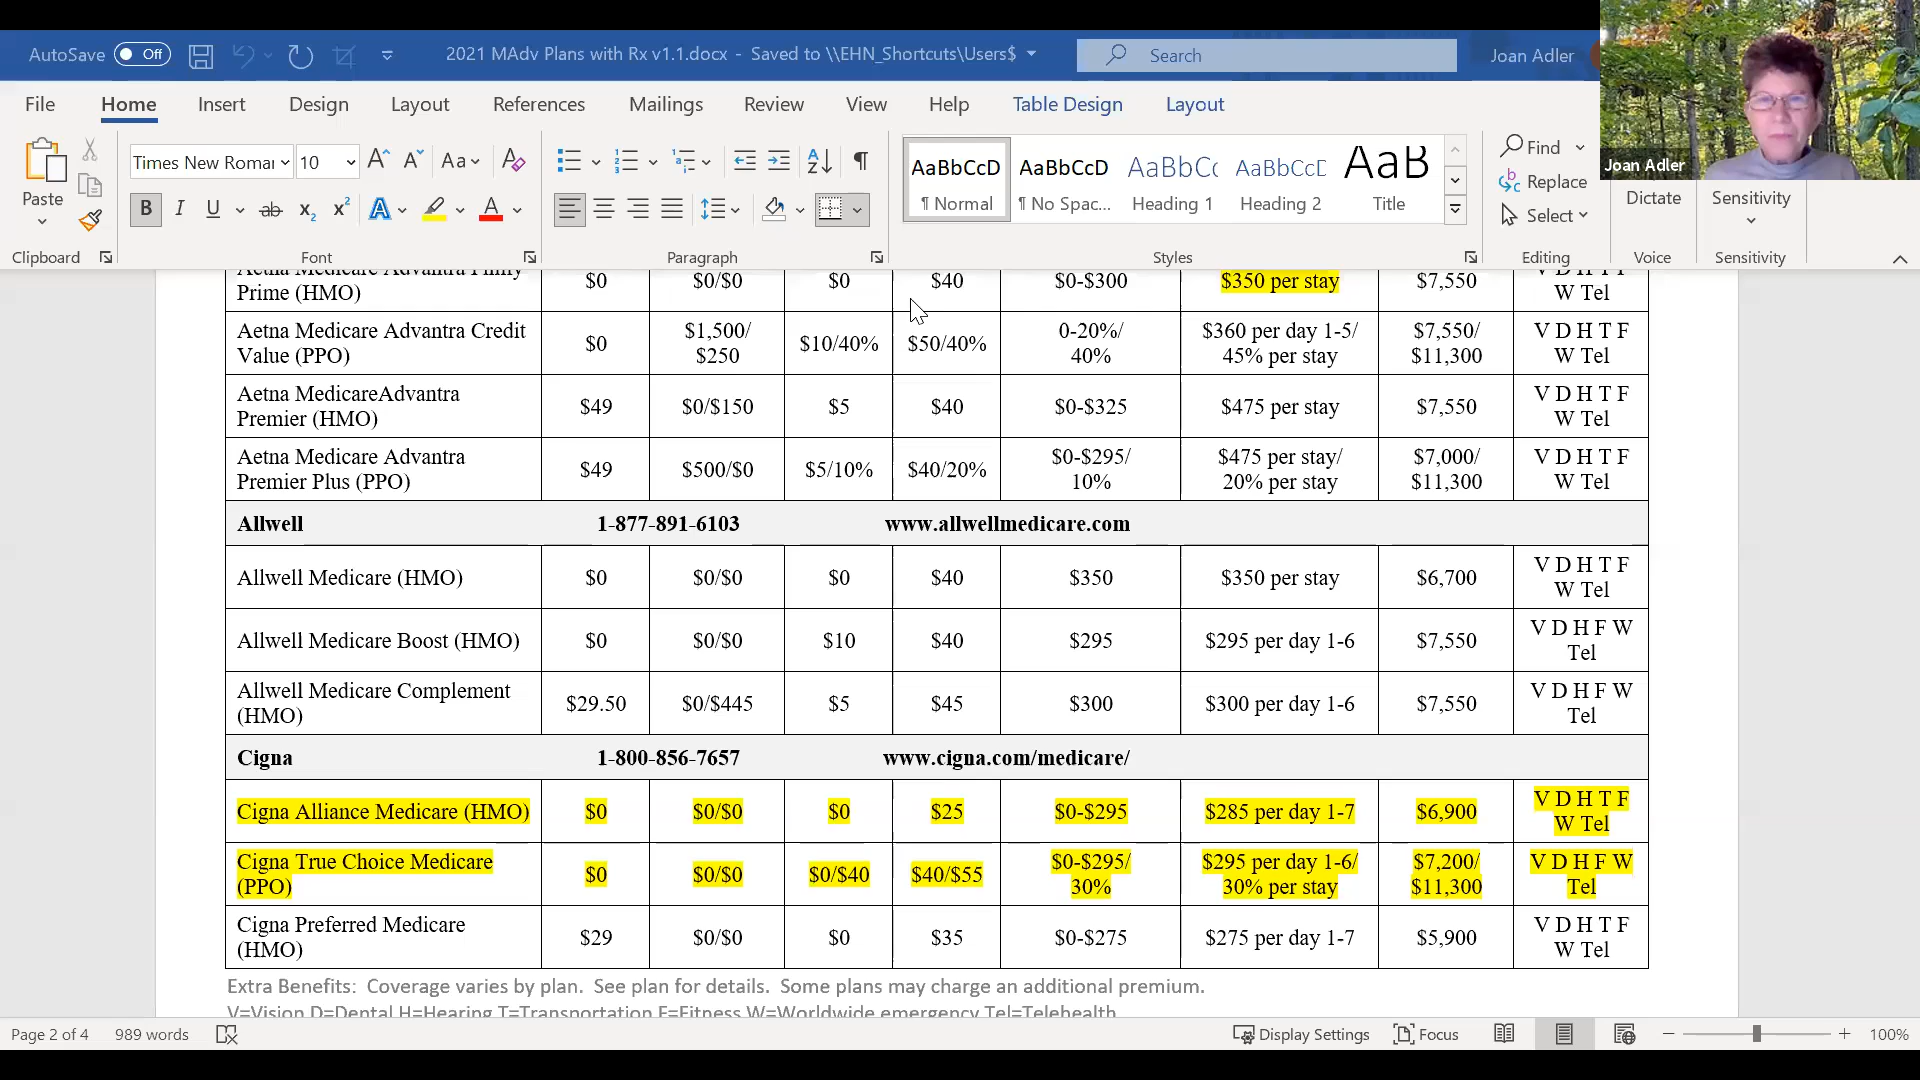 AutoSave Off 2021 MAdv Plans with Rx v1.1.docx - Saved to \\EHN_Shortcuts\Users$ Search Joan Adler
File Home Insert Design Layout References Mailings Review View Help Table Design Layout
Times New Romar 10 Aa AaBbCcD AaBbCcD AaBbCc AaBbCcD AaB Find
Joan Adler
Paste B I U ab x2 x2 A A ¶ Normal ¶ No Spac... Heading 1 Heading 2 Title Replace Select Dictate Sensitivity
Clipboard Font Paragraph Styles Editing Voice Sensitivity
Prime (HMO) $0 $0/$0 $0 $40 $0-$300 $350 per stay $7,550 V D H T F
W Tel
Aetna Medicare Advantra Credit
Value (PPO) $0 $1,500/
$250 $10/40% $50/40% 0-20%/
40% $360 per day 1-5/
45% per stay $7,550/
$11,300 V D H T F
W Tel
Aetna MedicareAdvantra
Premier (HMO) $49 $0/$150 $5 $40 $0-$325 $475 per stay $7,550 V D H T F
W Tel
Aetna Medicare Advantra
Premier Plus (PPO) $49 $500/$0 $5/10% $40/20% $0-$295/
10% $475 per stay/
20% per stay $7,000/
$11,300 V D H T F
W Tel
Allwell 1-877-891-6103 www.allwellmedicare.com
Allwell Medicare (HMO) $0 $0/$0 $0 $40 $350 $350 per stay $6,700 V D H T F
W Tel
Allwell Medicare Boost (HMO) $0 $0/$0 $10 $40 $295 $295 per day 1-6 $7,550 V D H F W
Tel
Allwell Medicare Complement
(HMO) $29.50 $0/$445 $5 $45 $300 $300 per day 1-6 $7,550 V D H F W
Tel
Cigna 1-800-856-7657 www.cigna.com/medicare/
Cigna Alliance Medicare (HMO) $0 $0/$0 $0 $25 $0-$295 $285 per day 1-7 $6,900 V D H T F
W Tel
Cigna True Choice Medicare
(PPO) $0 $0/$0 $0/$40 $40/$55 $0-$295/
30% $295 per day 1-6/
30% per stay $7,200/
$11,300 V D H F W
Tel
Cigna Preferred Medicare
(HMO) $29 $0/$0 $0 $35 $0-$275 $275 per day 1-7 $5,900 V D H T F
W Tel
Extra Benefits: Coverage varies by plan. See plan for details. Some plans may charge an additional premium.
V=Vision D=Dental H=Hearing T=Transportation F=Fitness W=Worldwide emergency Tel=Telehealth
Page 2 of 4 989 words Display Settings Focus 100%